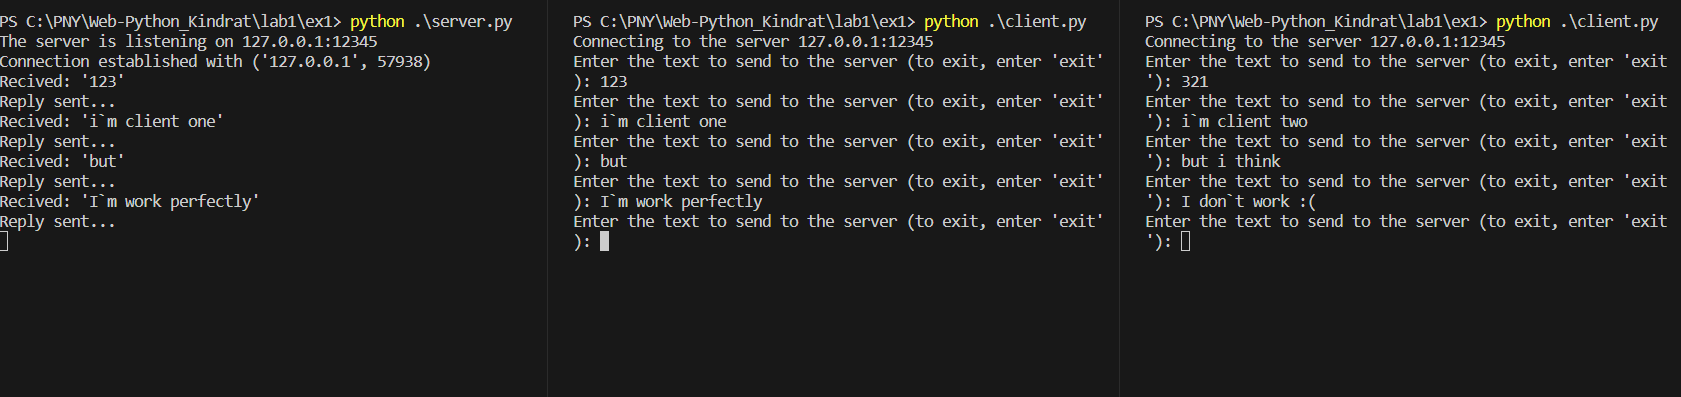 PS C:\PNY\Web-Python_Kindrat\lab1\ex1> python .\server.py
The server is listening on 127.0.0.1:12345
Connection established with ('127.0.0.1', 57938)
Recived: '123'
Reply sent...
Recived: 'i`m client one'
Reply sent...
Recived: 'but'
Reply sent...
Recived: 'I`m work perfectly'
Reply sent...
PS C:\PNY\Web-Python_Kindrat\lab1\ex1> python .\client.py
Connecting to the server 127.0.0.1:12345
Enter the text to send to the server (to exit, enter 'exit'
): 123
Enter the text to send to the server (to exit, enter 'exit'
): i`m client one
Enter the text to send to the server (to exit, enter 'exit'
): but
Enter the text to send to the server (to exit, enter 'exit'
): I`m work perfectly
Enter the text to send to the server (to exit, enter 'exit'
):
PS C:\PNY\Web-Python_Kindrat\lab1\ex1> python .\client.py
Connecting to the server 127.0.0.1:12345
Enter the text to send to the server (to exit, enter 'exit
'): 321
Enter the text to send to the server (to exit, enter 'exit
'): i`m client two
Enter the text to send to the server (to exit, enter 'exit
'): but i think
Enter the text to send to the server (to exit, enter 'exit
'): I don`t work :(
Enter the text to send to the server (to exit, enter 'exit
'):